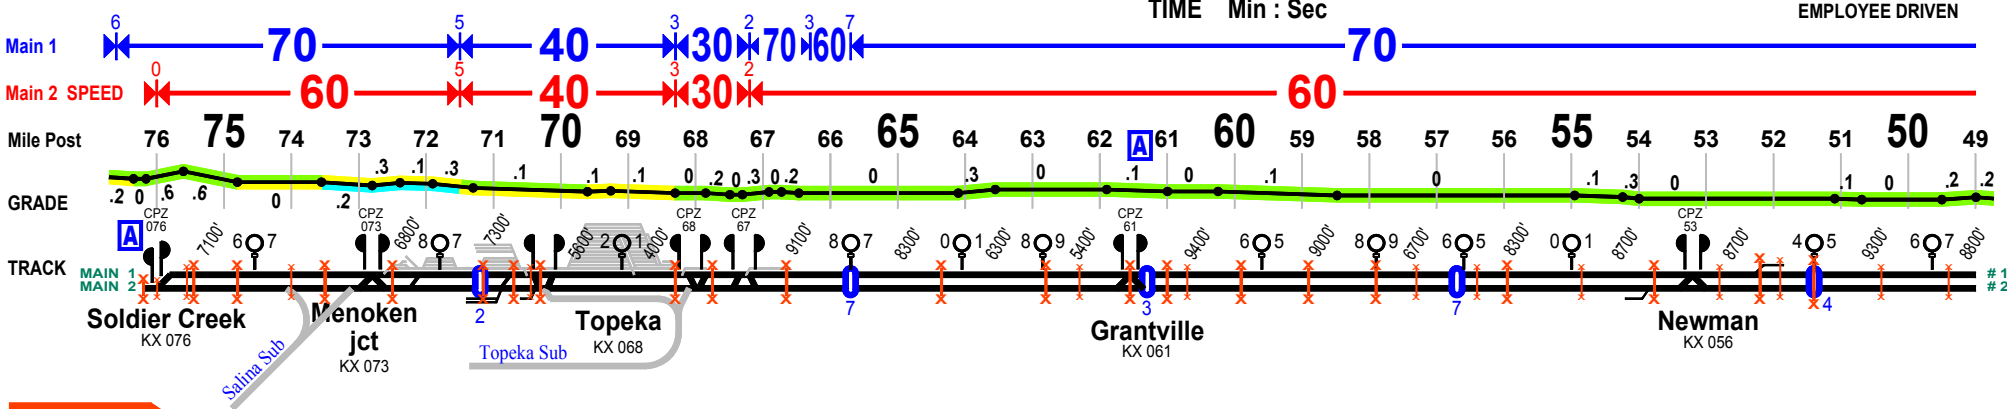 TIME Min : Sec
EMPLOYEE DRIVEN
6 5 3 2 3 7
Main 1 70 40 30 70 60 70
0 5 3 2
Main 2 SPEED 60 40 30 60
Mile Post 76 75 74 73 72 71 70 69 68 67 66 65 64 63 62 A 61 60 59 58 57 56 55 54 53 52 51 50 49
GRADE .2 0 .6 .6 0 .2 .3 .1 .3 .1 .1 .1 0 .2 0 .3 0 .2 0 0 0 .1 0 .1 0 .1 .3 0 .1 0 .2 .2
A
CPZ 076 CPZ 073 CPZ 68 CPZ 67 CPZ 61 CPZ 53
7100' 6800' 7300' 5600' 4000' 9100' 8300' 6300' 5400' 9400' 9000' 6700' 8300' 8700' 8700' 9300' 8800'
6 7 8 7 2 1 8 7 0 1 8 9 6 5 8 9 6 5 0 1 4 5 6 7
TRACK
MAIN 1 # 1
MAIN 2 # 2
2 7 3 7 4
Soldier Creek
KX 076
Salina Sub
Menoken
jct
KX 073
Topeka
KX 068
Topeka Sub
Grantville
KX 061
Newman
KX 056